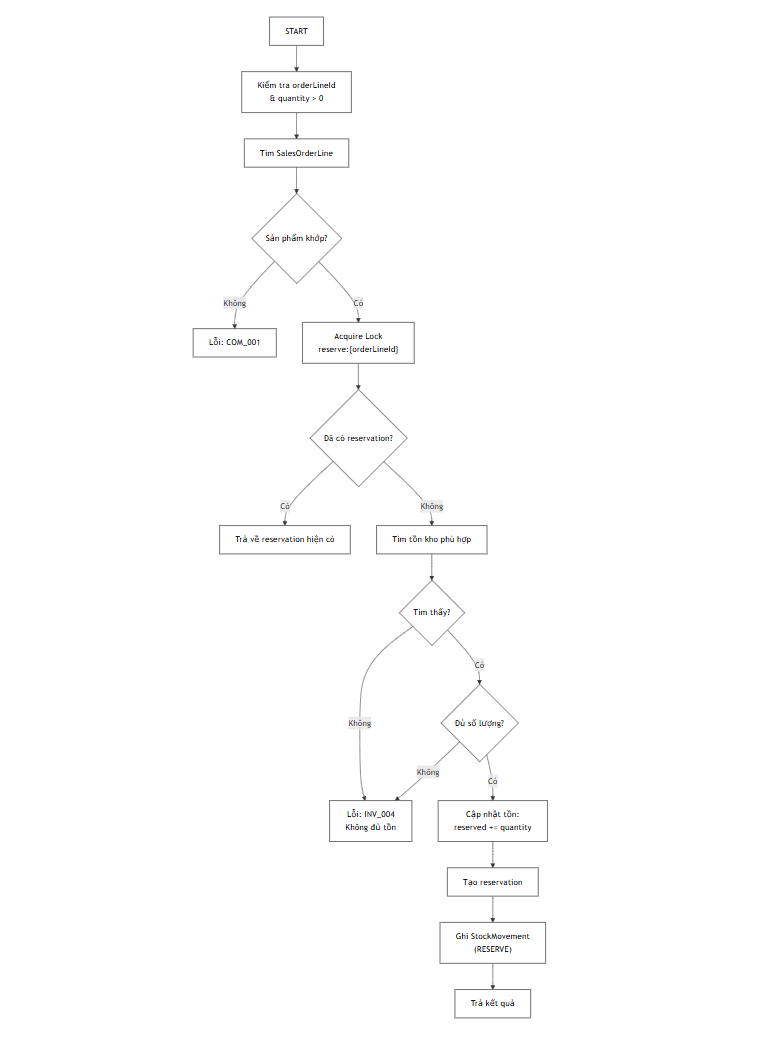 START
Kiểm tra orderLineId
& quantity > 0
Tìm SalesOrderLine
Sản phẩm khớp?
Không
Có
Lỗi: COM_001
Acquire Lock
reserve:{orderLineId}
Đã có reservation?
Có
Không
Trả về reservation hiện có
Tìm tồn kho phù hợp
Tìm thấy?
Có
Không
Đủ số lượng?
Không
Có
Lỗi: INV_004
Không đủ tồn
Cập nhật tồn:
reserved += quantity
Tạo reservation
Ghi StockMovement
(RESERVE)
Trả kết quả